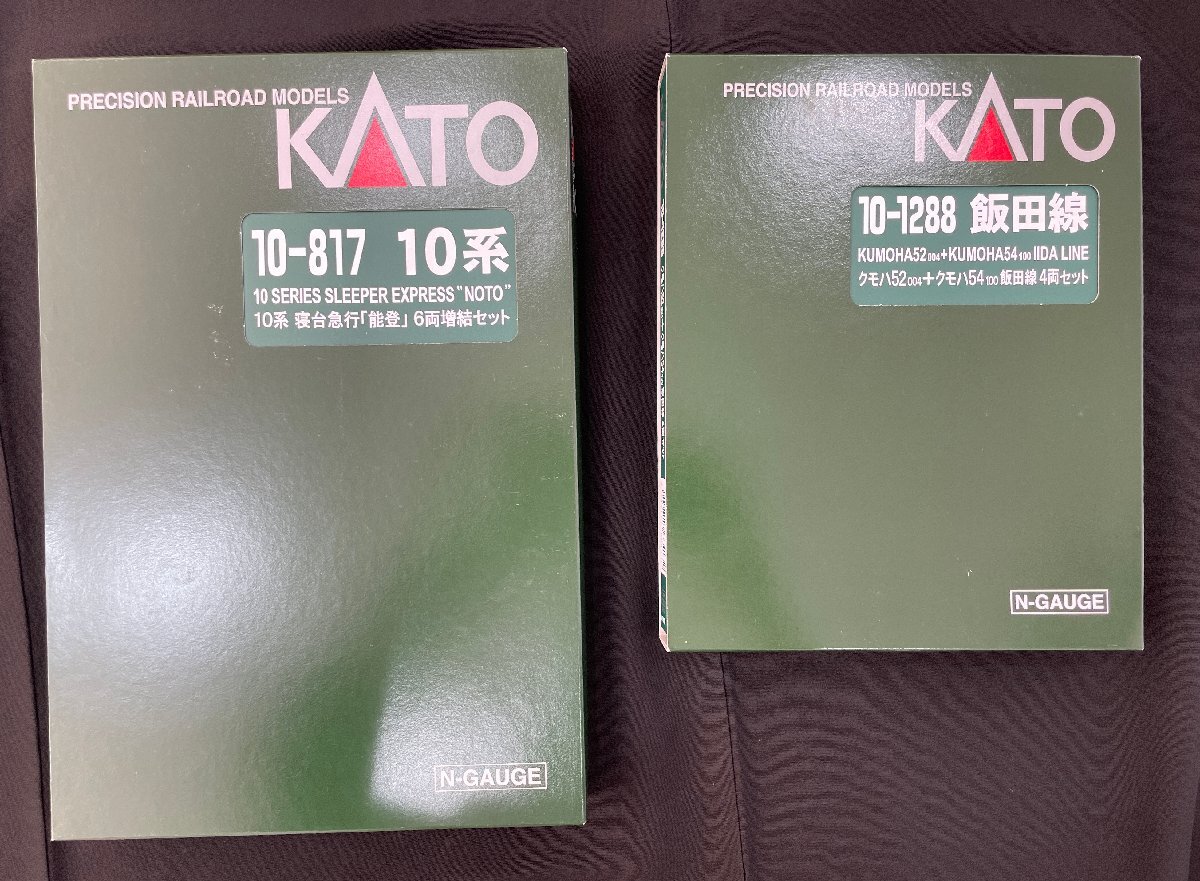 PRECISION RAILROAD MODELS
KATO
10-817 10系
10 SERIES SLEEPER EXPRESS "NOTO"
10系 寝台急行「能登」 6両増結セット
N-GAUGE
PRECISION RAILROAD MODELS
KATO
10-1288 飯田線
KUMOHA52004+KUMOHA54100 IIDA LINE
クモハ52004+クモハ54100 飯田線 4両セット
N-GAUGE